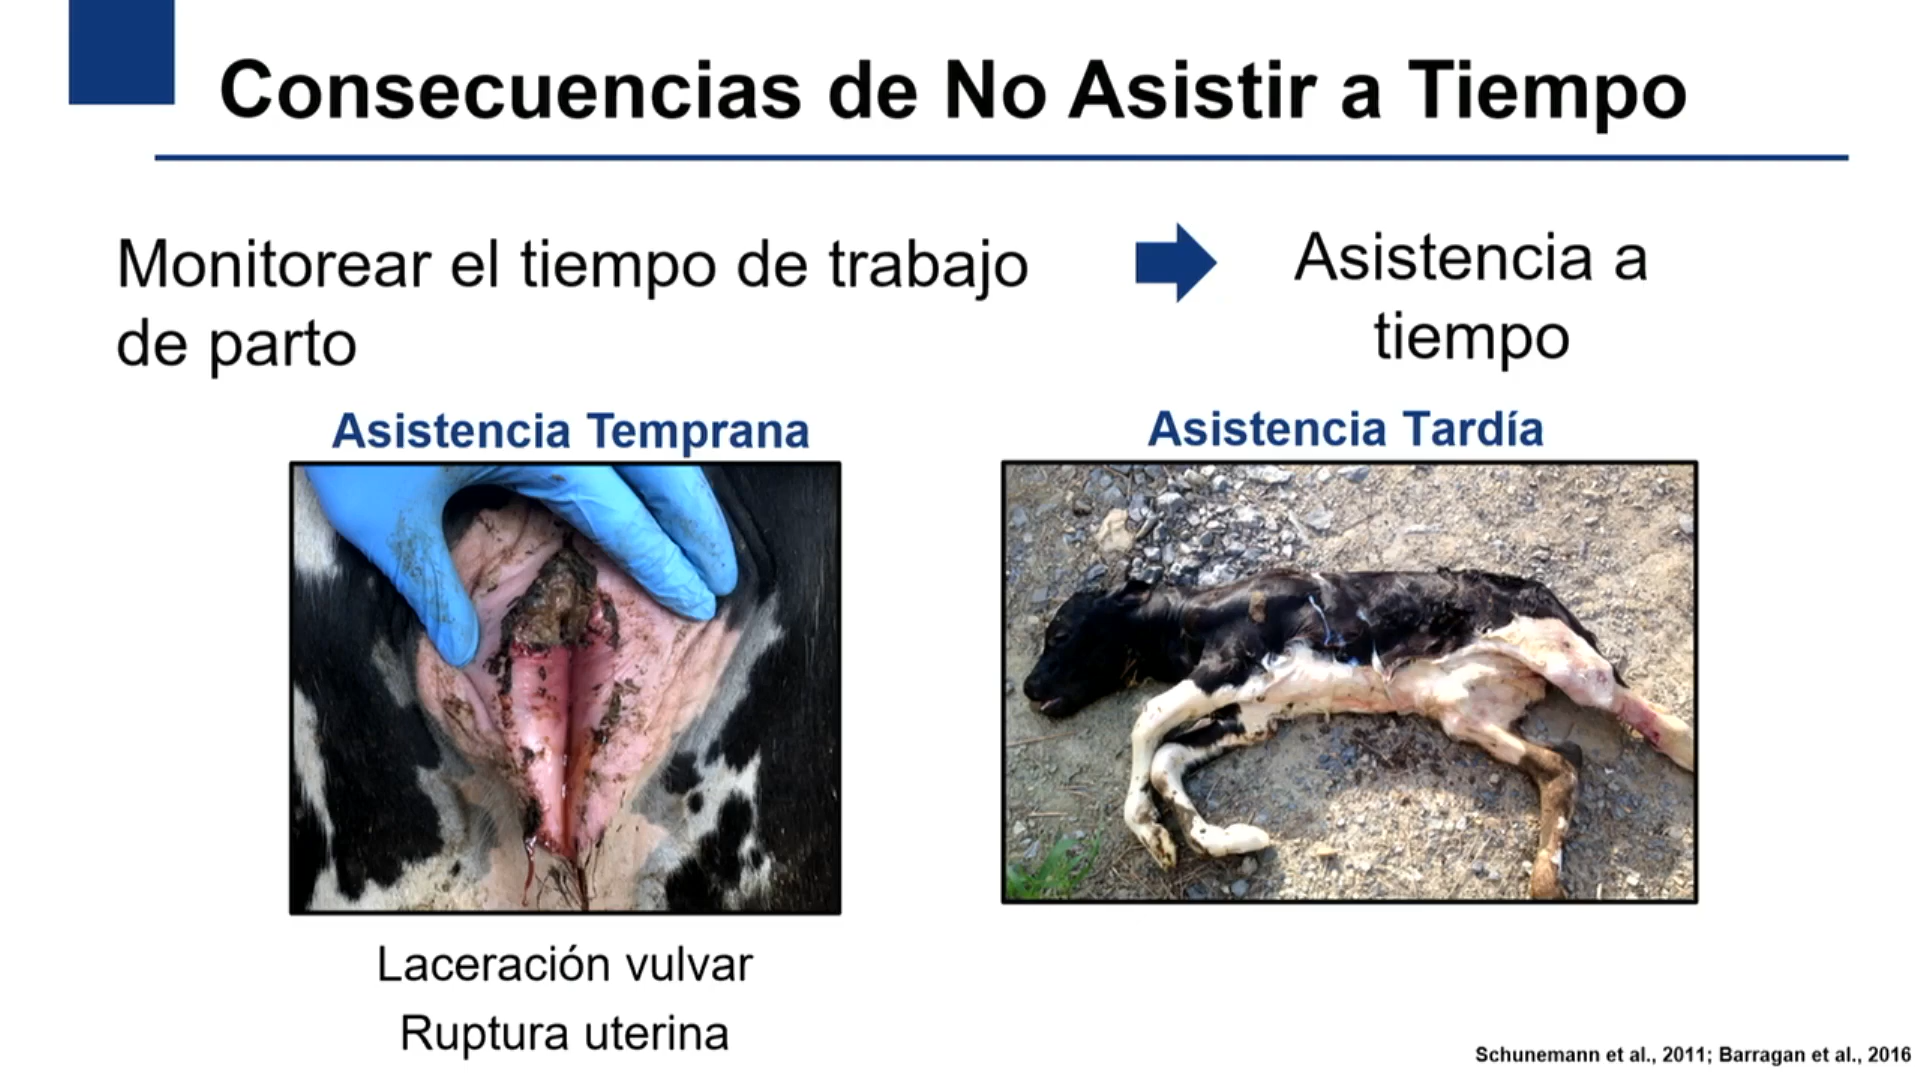 Consecuencias de No Asistir a Tiempo
Monitorear el tiempo de trabajo
de parto
Asistencia a
tiempo
Asistencia Temprana
Asistencia Tardía
Laceración vulvar
Ruptura uterina
Schunemann et al., 2011; Barragan et al., 2016